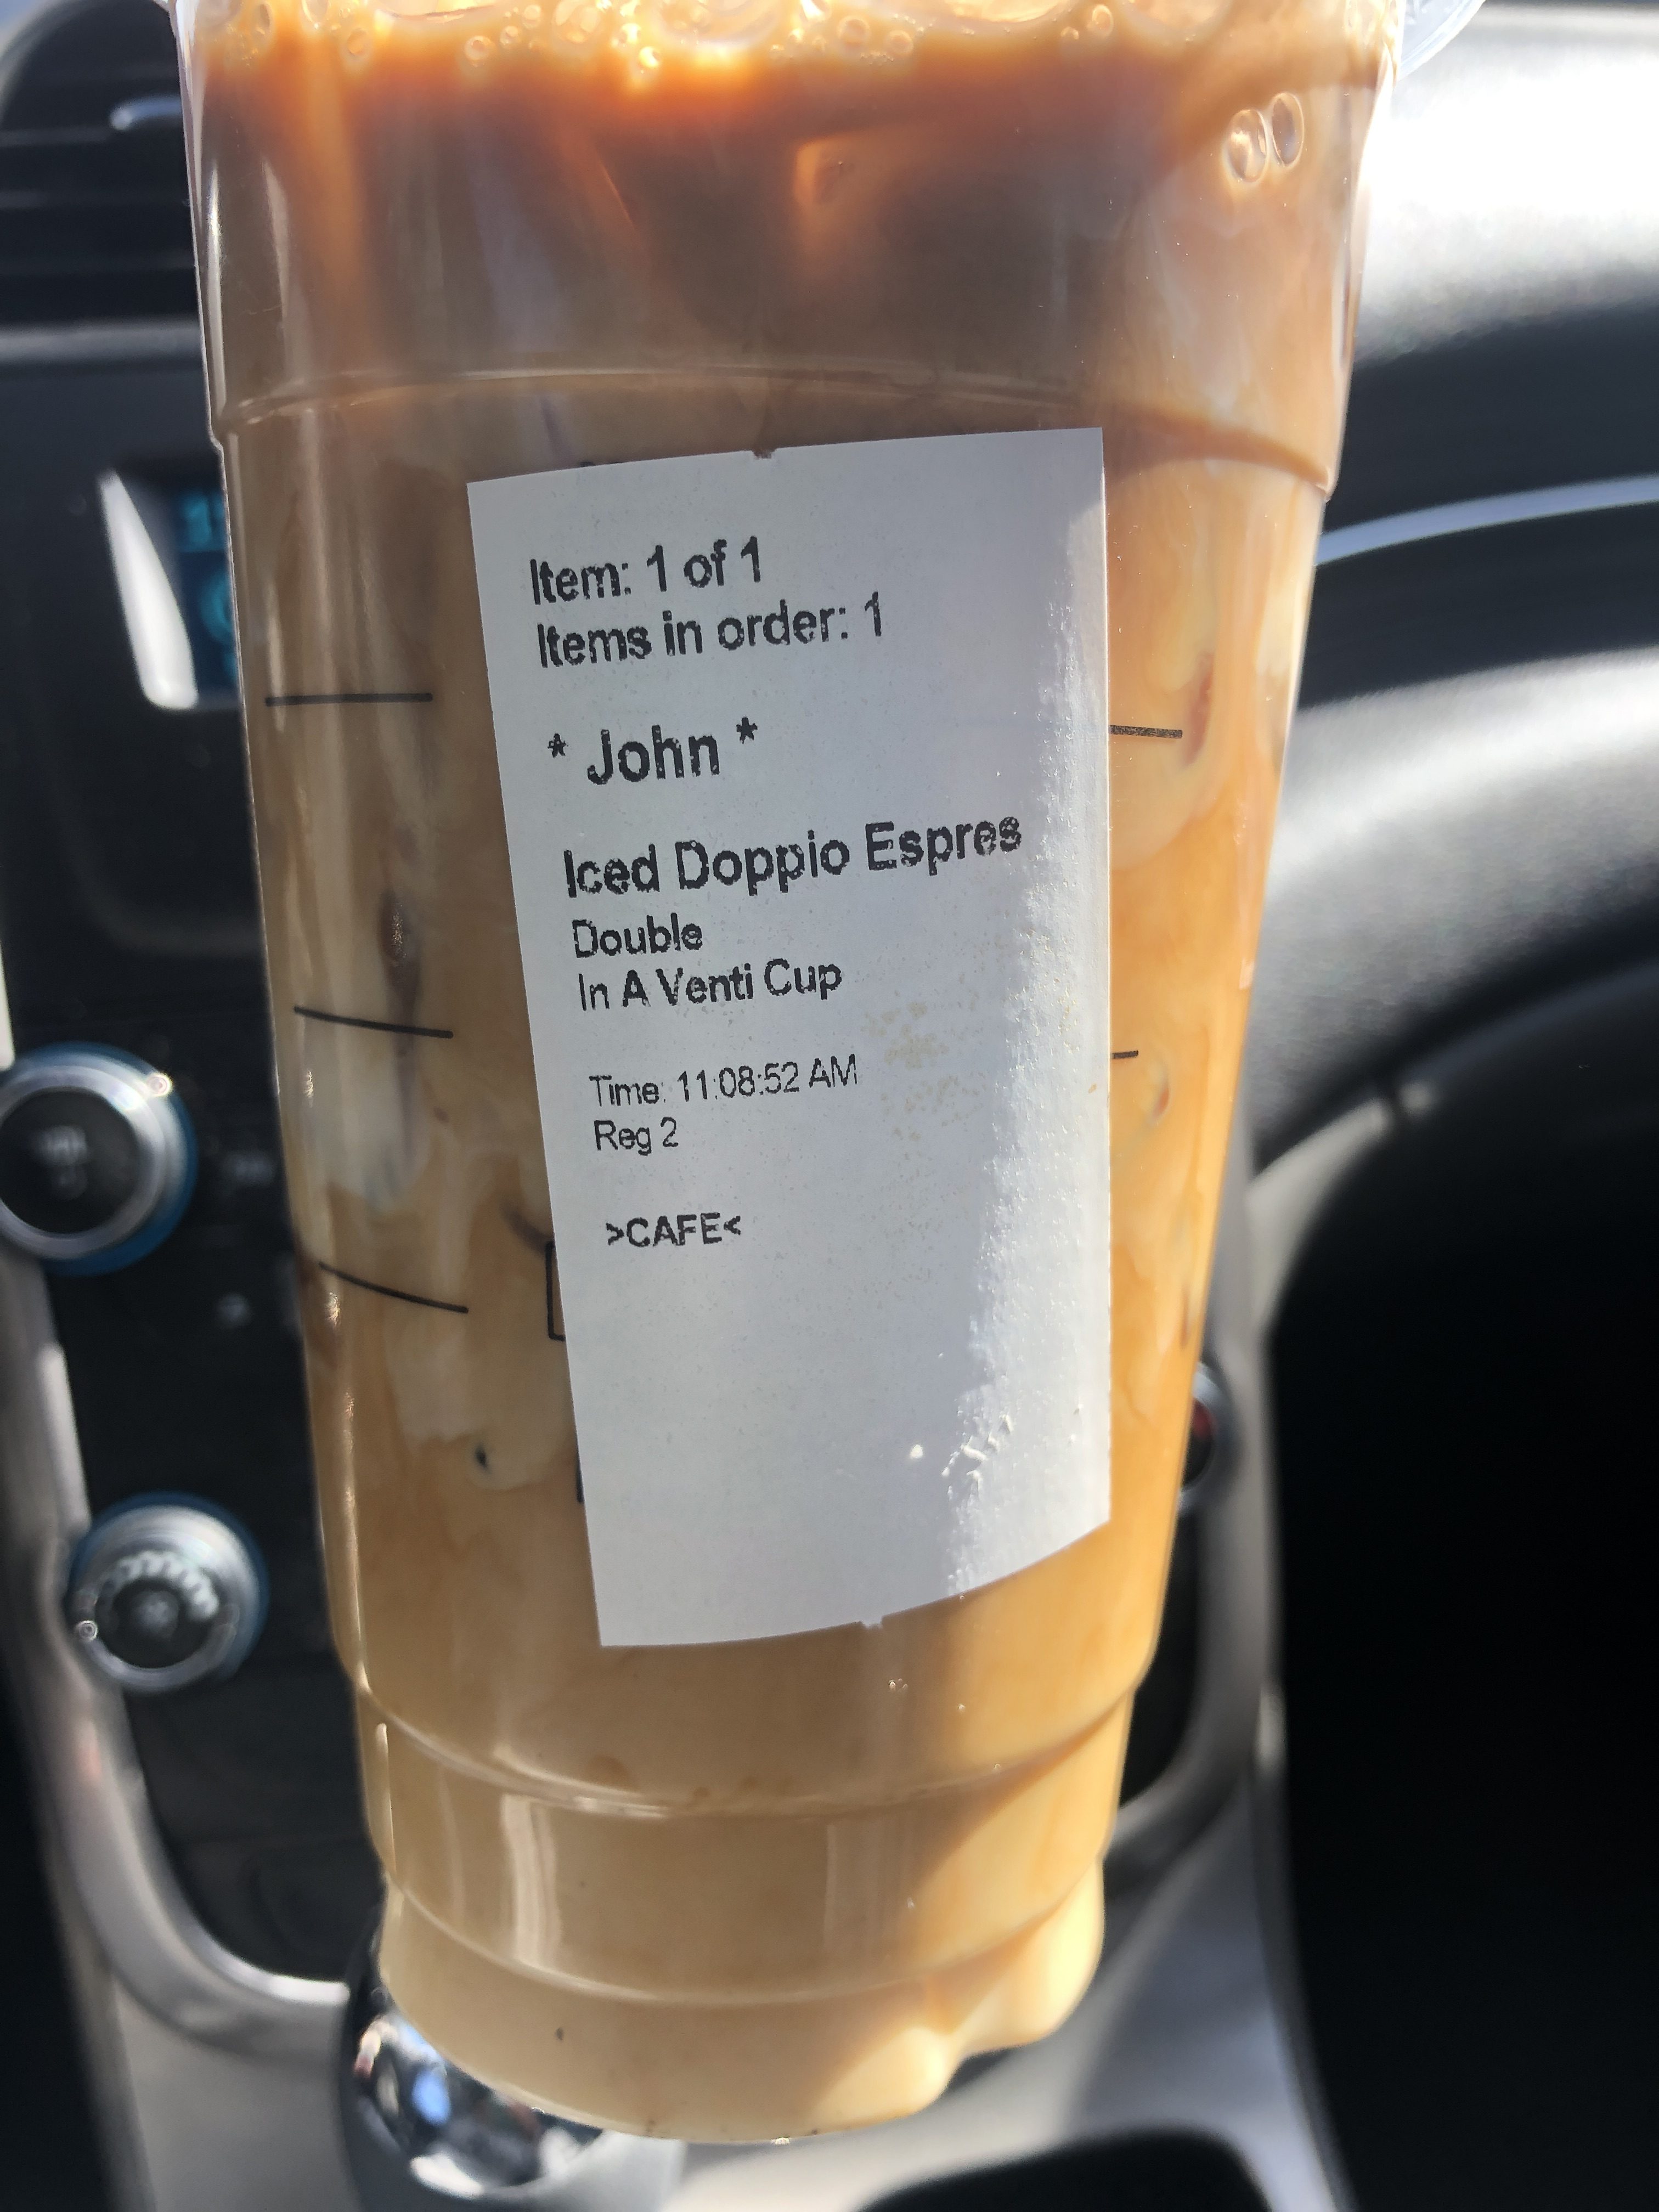 Item: 1 of 1
Items in order: 1
* John *
Iced Doppio Espres
Double
In A Venti Cup
Time: 11:08:52 AM
Reg 2
>CAFE<